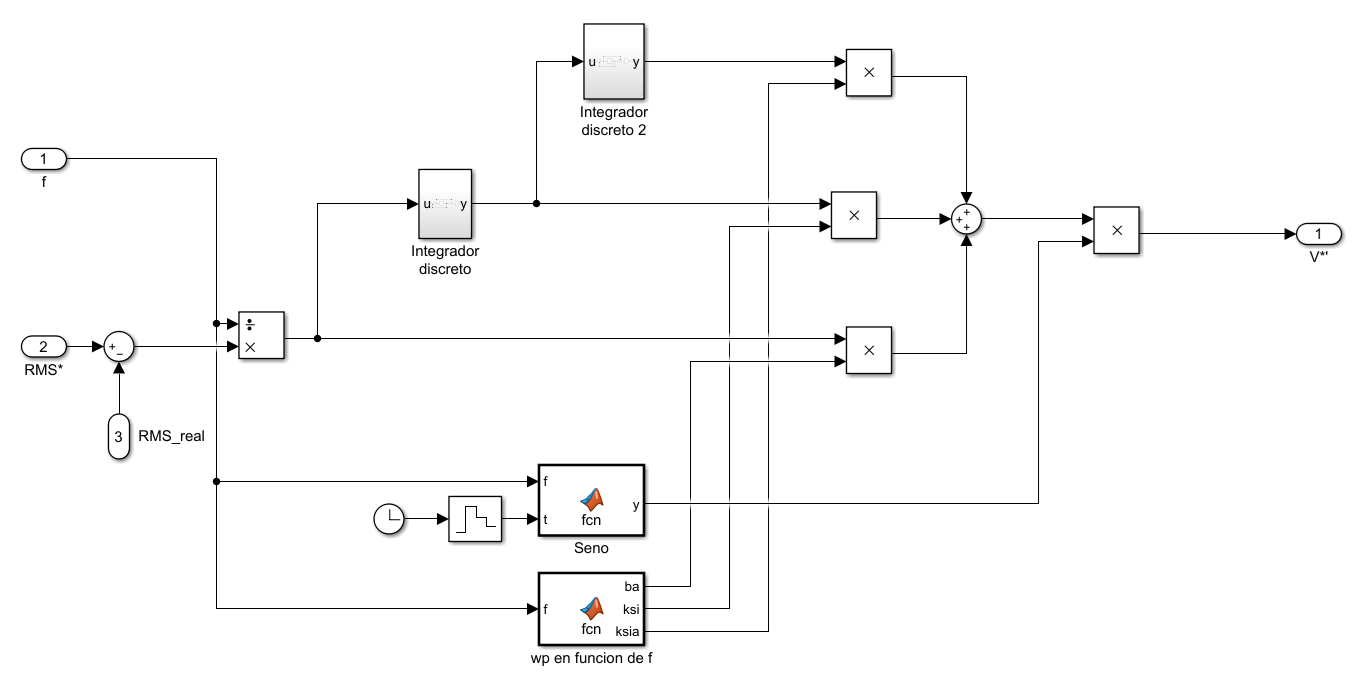 u y
Integrador
discreto 2
×
1
f
u y
Integrador
discreto
×
+
+
+
×
1
V*'
÷
×
2
RMS*
+
−
×
3
RMS_real
f
t
fcn
y
Seno
f
fcn
ba
ksi
ksia
wp en funcion de f